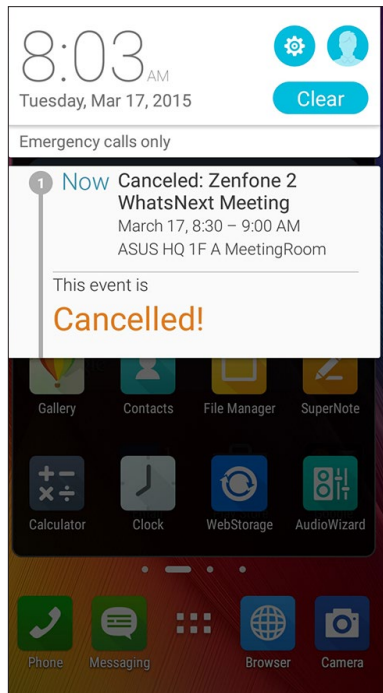 8:03 AM
Tuesday, Mar 17, 2015
Clear
Emergency calls only
1
Now
Canceled: Zenfone 2
WhatsNext Meeting
March 17, 8:30 – 9:00 AM
ASUS HQ 1F A MeetingRoom
This event is
Cancelled!
Gallery Contacts File Manager SuperNote
Calculator Clock WebStorage AudioWizard
Phone Messaging Browser Camera